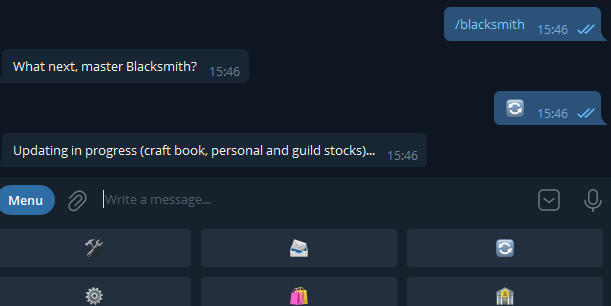 /blacksmith 15:46
What next, master Blacksmith? 15:46
15:46
Updating in progress (craft book, personal and guild stocks)... 15:46
Menu Write a message...